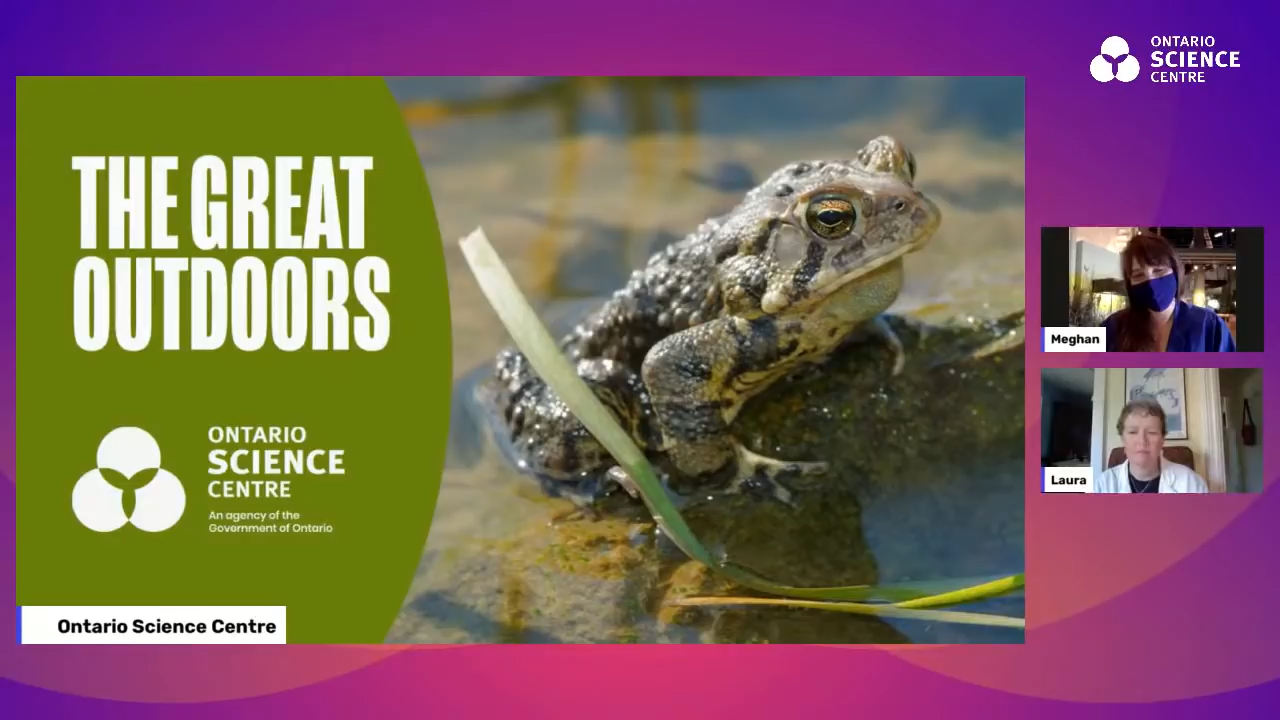 ONTARIO
SCIENCE
CENTRE
THE GREAT
OUTDOORS
ONTARIO
SCIENCE
CENTRE
An agency of the
Government of Ontario
Ontario Science Centre
Meghan
Laura